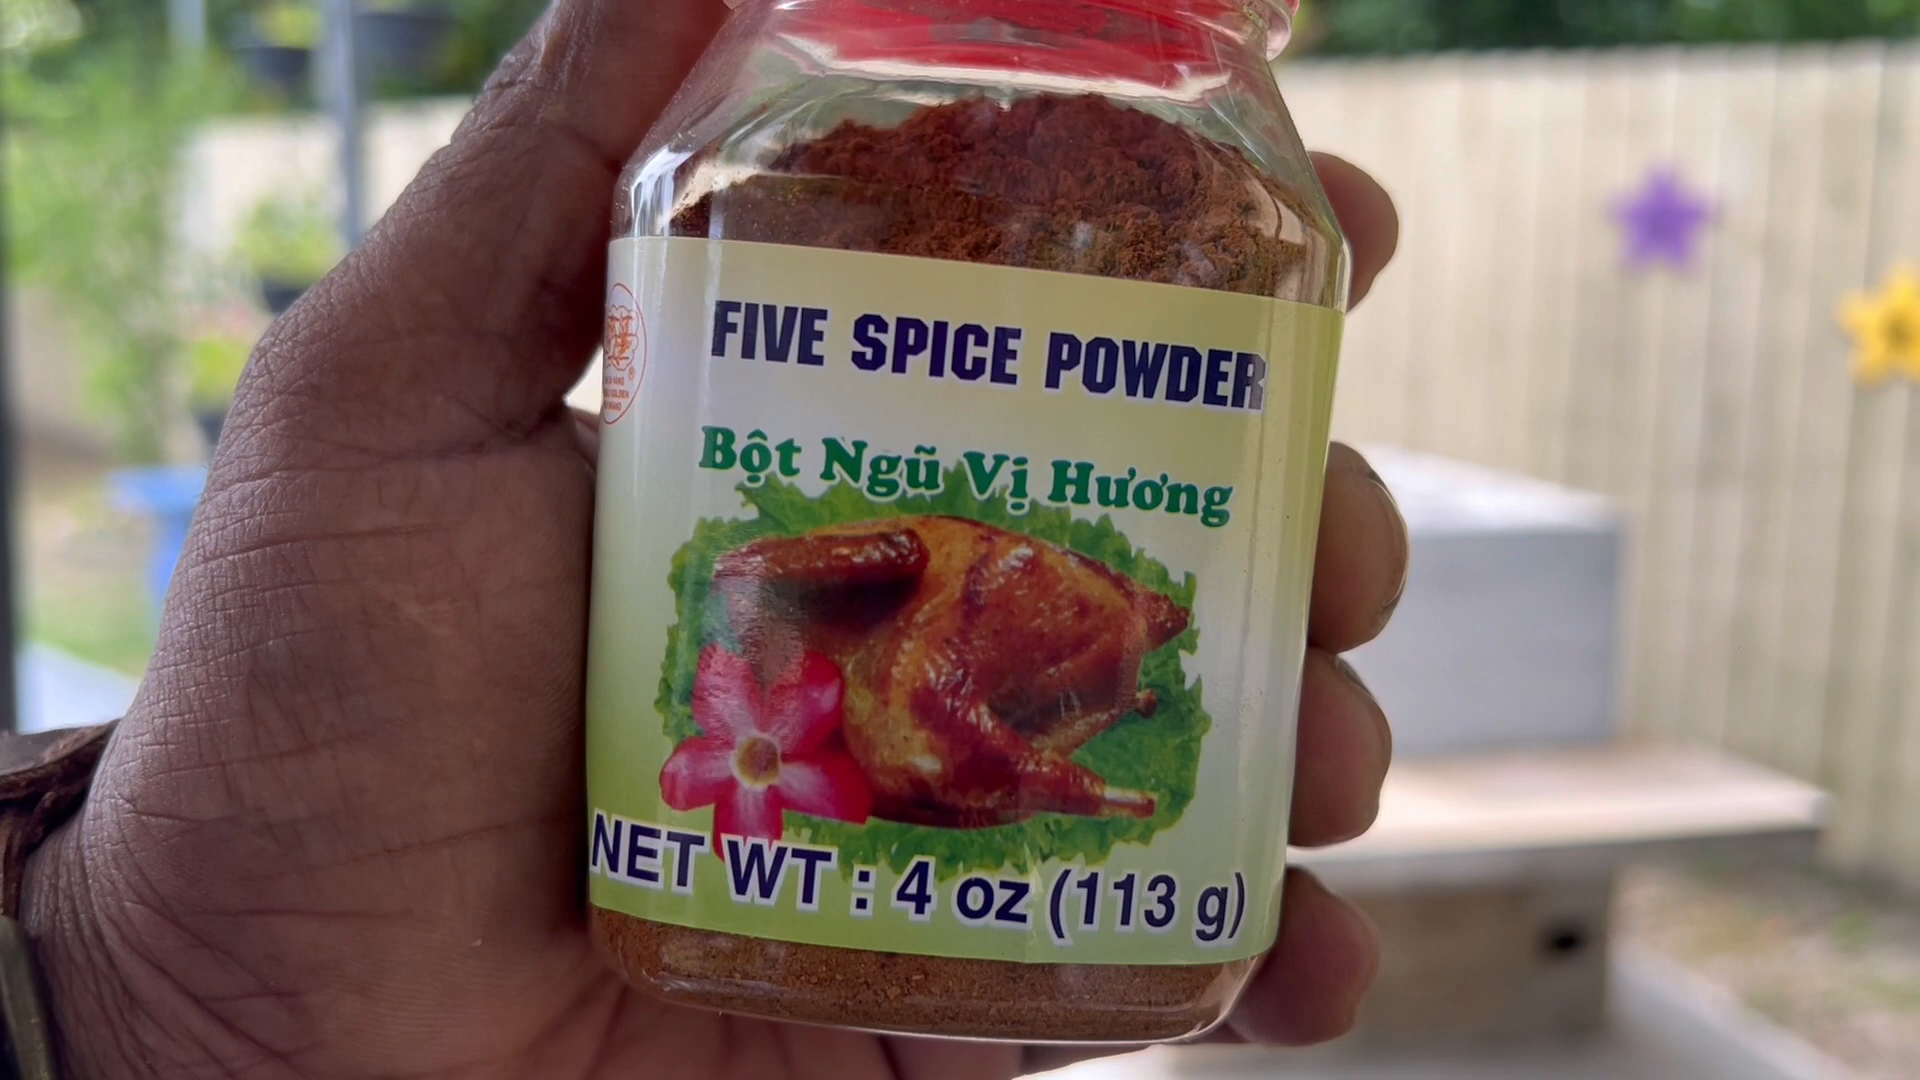 FIVE SPICE POWDER
Bột Ngũ Vị Hương
NET WT : 4 oz (113 g)